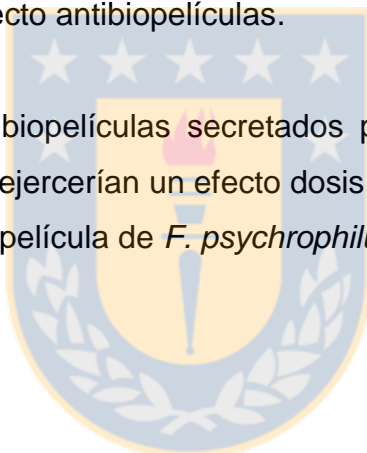 ecto antibiopelículas.
biopelículas secretados p
ejercerían un efecto dosis
película de F. psychrophilu